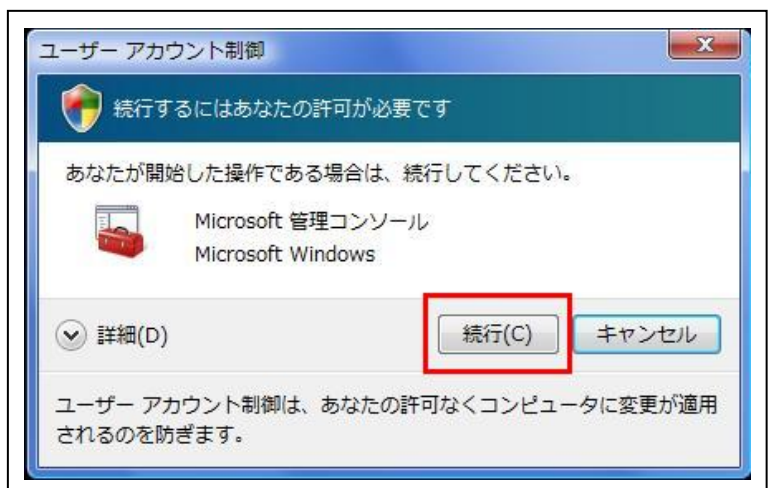 ユーザー アカウント制御
続行するにはあなたの許可が必要です
あなたが開始した操作である場合は、続行してください。
Microsoft 管理コンソール
Microsoft Windows
詳細(D)
続行(C)
キャンセル
ユーザー アカウント制御は、あなたの許可なくコンピュータに変更が適用
されるのを防ぎます。